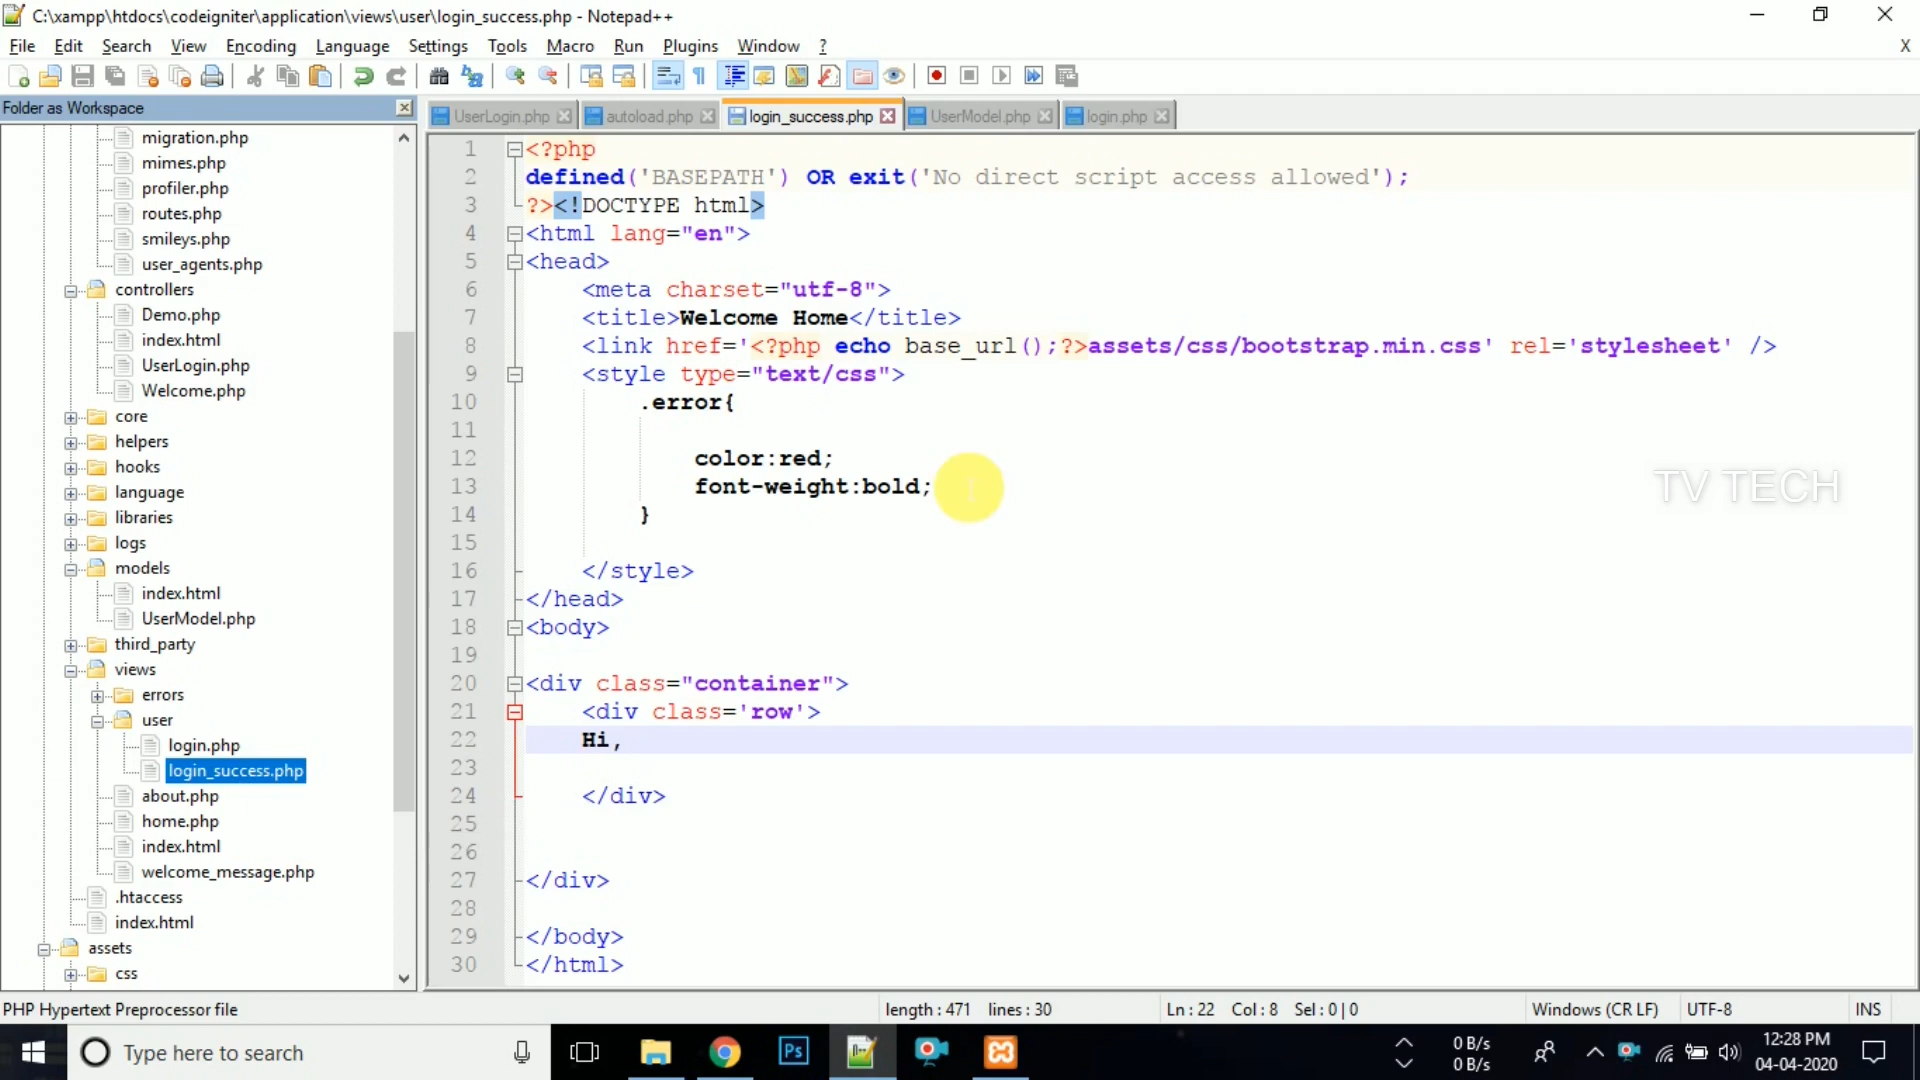 C:\xampp\htdocs\codeigniter\application\views\user\login_success.php - Notepad++
File Edit Search View Encoding Language Settings Tools Macro Run Plugins Window ?
X
Folder as Workspace
migration.php
mimes.php
profiler.php
routes.php
smileys.php
user_agents.php
controllers
Demo.php
index.html
UserLogin.php
Welcome.php
core
helpers
hooks
language
libraries
logs
models
index.html
UserModel.php
third_party
views
errors
user
login.php
login_success.php
about.php
home.php
index.html
welcome_message.php
.htaccess
index.html
assets
css
UserLogin.php autoload.php login_success.php UserModel.php login.php
1 <?php
2 defined('BASEPATH') OR exit('No direct script access allowed');
3 ?><!DOCTYPE html>
4 <html lang="en">
5 <head>
6 <meta charset="utf-8">
7 <title>Welcome Home</title>
8 <link href='<?php echo base_url();?>assets/css/bootstrap.min.css' rel='stylesheet' />
9 <style type="text/css">
10 .error{
11
12 color:red;
13 font-weight:bold;
14 }
15
16 </style>
17 </head>
18 <body>
19
20 <div class="container">
21 <div class='row'>
22 Hi,
23
24 </div>
25
26
27 </div>
28
29 </body>
30 </html>
TV TECH
PHP Hypertext Preprocessor file length : 471 lines : 30 Ln : 22 Col : 8 Sel : 0 | 0 Windows (CR LF) UTF-8 INS
Type here to search
Ps
0 B/s
0 B/s
12:28 PM
04-04-2020